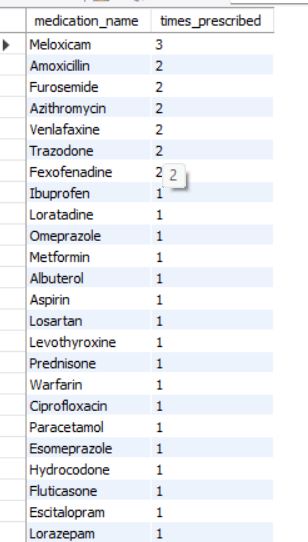 medication_name times_prescribed
Meloxicam 3
Amoxicillin 2
Furosemide 2
Azithromycin 2
Venlafaxine 2
Trazodone 2
Fexofenadine 2 2
Ibuprofen 1
Loratadine 1
Omeprazole 1
Metformin 1
Albuterol 1
Aspirin 1
Losartan 1
Levothyroxine 1
Prednisone 1
Warfarin 1
Ciprofloxacin 1
Paracetamol 1
Esomeprazole 1
Hydrocodone 1
Fluticasone 1
Escitalopram 1
Lorazepam 1